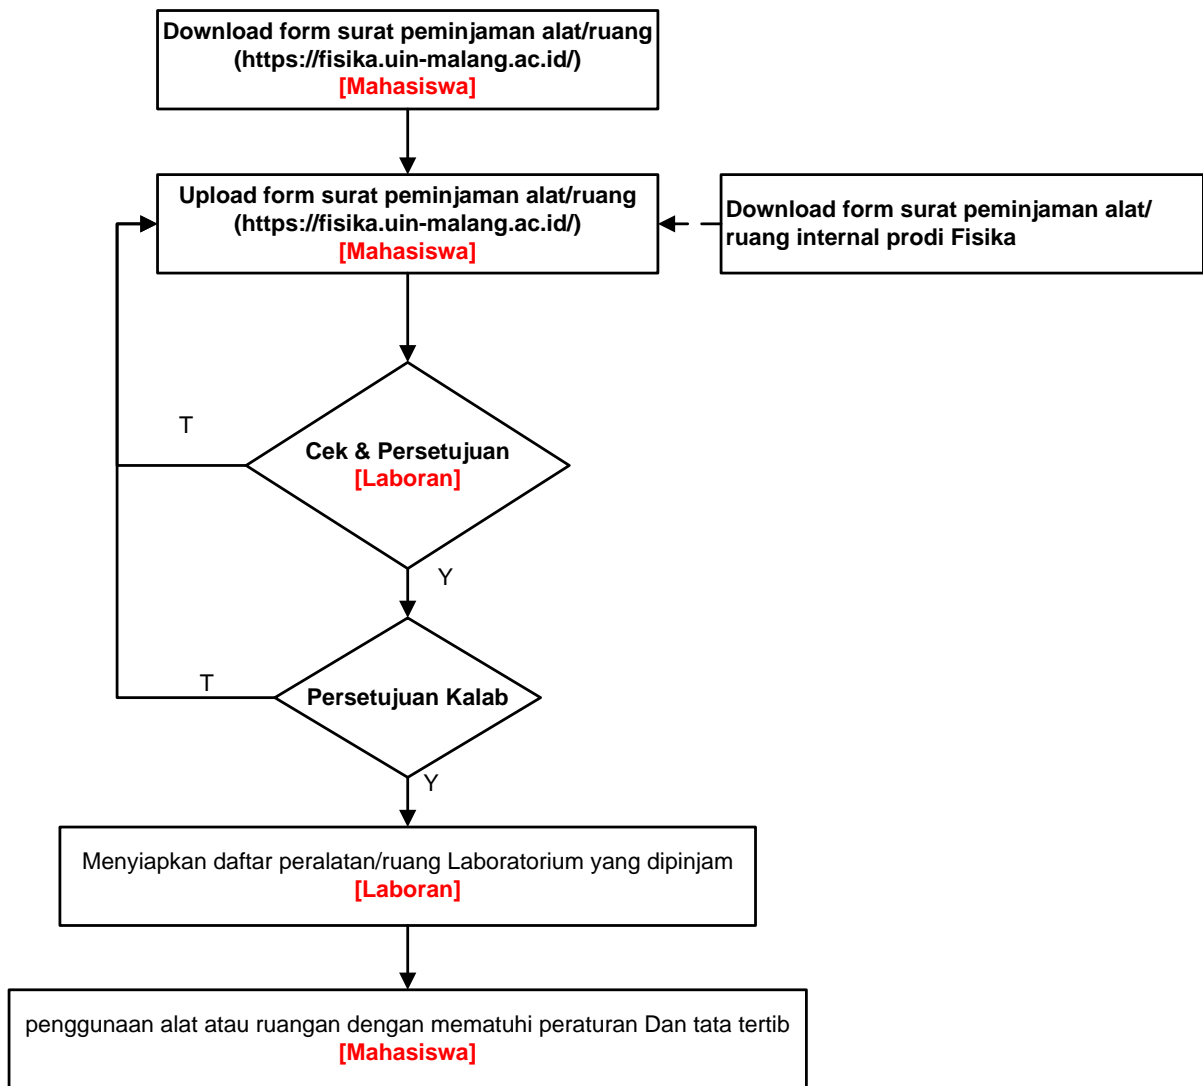 Download form surat peminjaman alat/ruang
(https://fisika.uin-malang.ac.id/)
[Mahasiswa]
Upload form surat peminjaman alat/ruang
(https://fisika.uin-malang.ac.id/)
[Mahasiswa]
Download form surat peminjaman alat/
ruang internal prodi Fisika
T
Cek & Persetujuan
[Laboran]
Y
T
Persetujuan Kalab
Y
Menyiapkan daftar peralatan/ruang Laboratorium yang dipinjam
[Laboran]
penggunaan alat atau ruangan dengan mematuhi peraturan Dan tata tertib
[Mahasiswa]